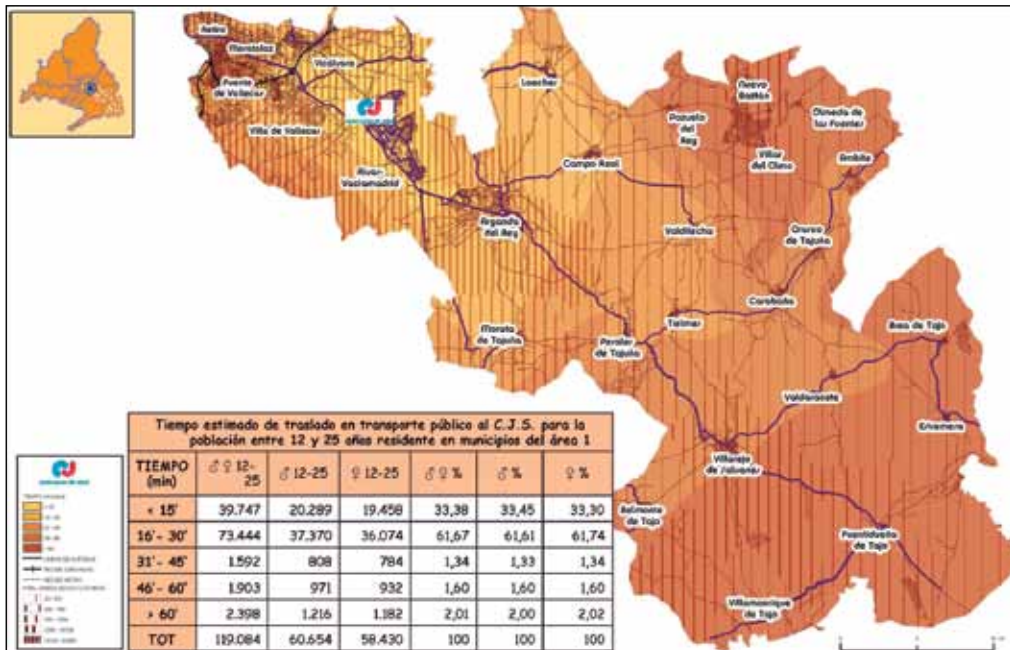 Retiro
Moratalaz
Vicálvaro
Puente
de Vallecas
Villa de Vallecas
Rivas-
Vaciamadrid
Loeches
Campo Real
Arganda
del Rey
Pozuelo
del
Rey
Nuevo
Baztán
Olmeda de
las Fuentes
Villar
del Olmo
Ambite
Valdilecha
Orusco
de Tajuña
Carabaña
Tielmes
Perales
de Tajuña
Morata
de Tajuña
Brea de Tajo
Valdaracete
Estremera
Villarejo
de Salvanés
Belmonte
de Tajo
Fuentidueña
de Tajo
Villamanrique
de Tajo
Tiempo estimado de traslado en transporte público al C.J.S. para la
población entre 12 y 25 años residente en municipios del área 1
TIEMPO (min) ♂♀ 12-25 ♂ 12-25 ♀ 12-25 ♂♀ % ♂ % ♀ %
< 15' 39.747 20.289 19.458 33,38 33,45 33,30
16'- 30' 73.444 37.370 36.074 61,67 61,61 61,74
31'- 45' 1.592 808 784 1,34 1,33 1,34
46'- 60' 1.903 971 932 1,60 1,60 1,60
> 60' 2.398 1.216 1.182 2,01 2,00 2,02
TOT 119.084 60.654 58.430 100 100 100